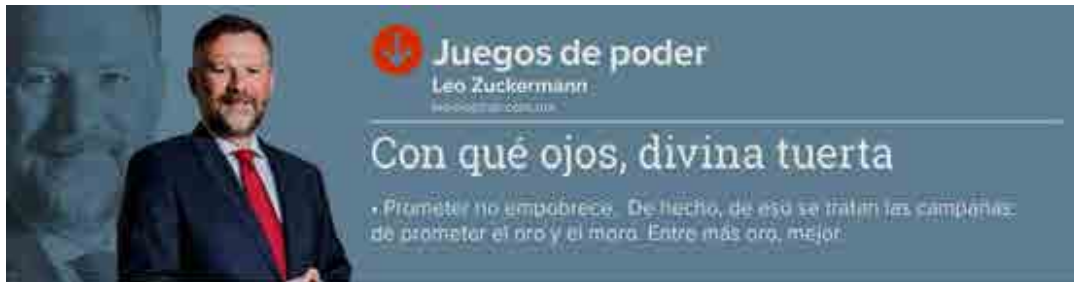 Juegos de poder
Leo Zuckermann
Con qué ojos, divina tuerta
• Prometer no empobrece. De hecho, de eso se tratan las campañas:
de prometer el oro y el moro. Entre más oro, mejor.